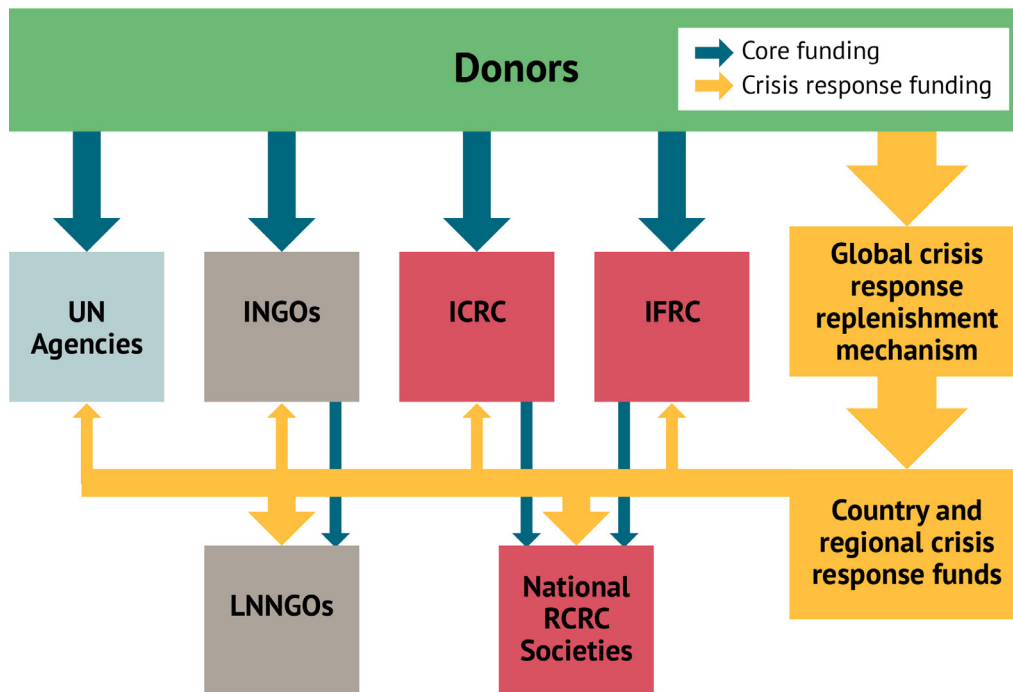 Donors
Core funding
Crisis response funding
UN
Agencies
INGOs
ICRC
IFRC
Global crisis
response
replenishment
mechanism
LNNGOs
National
RCRC
Societies
Country and
regional crisis
response funds